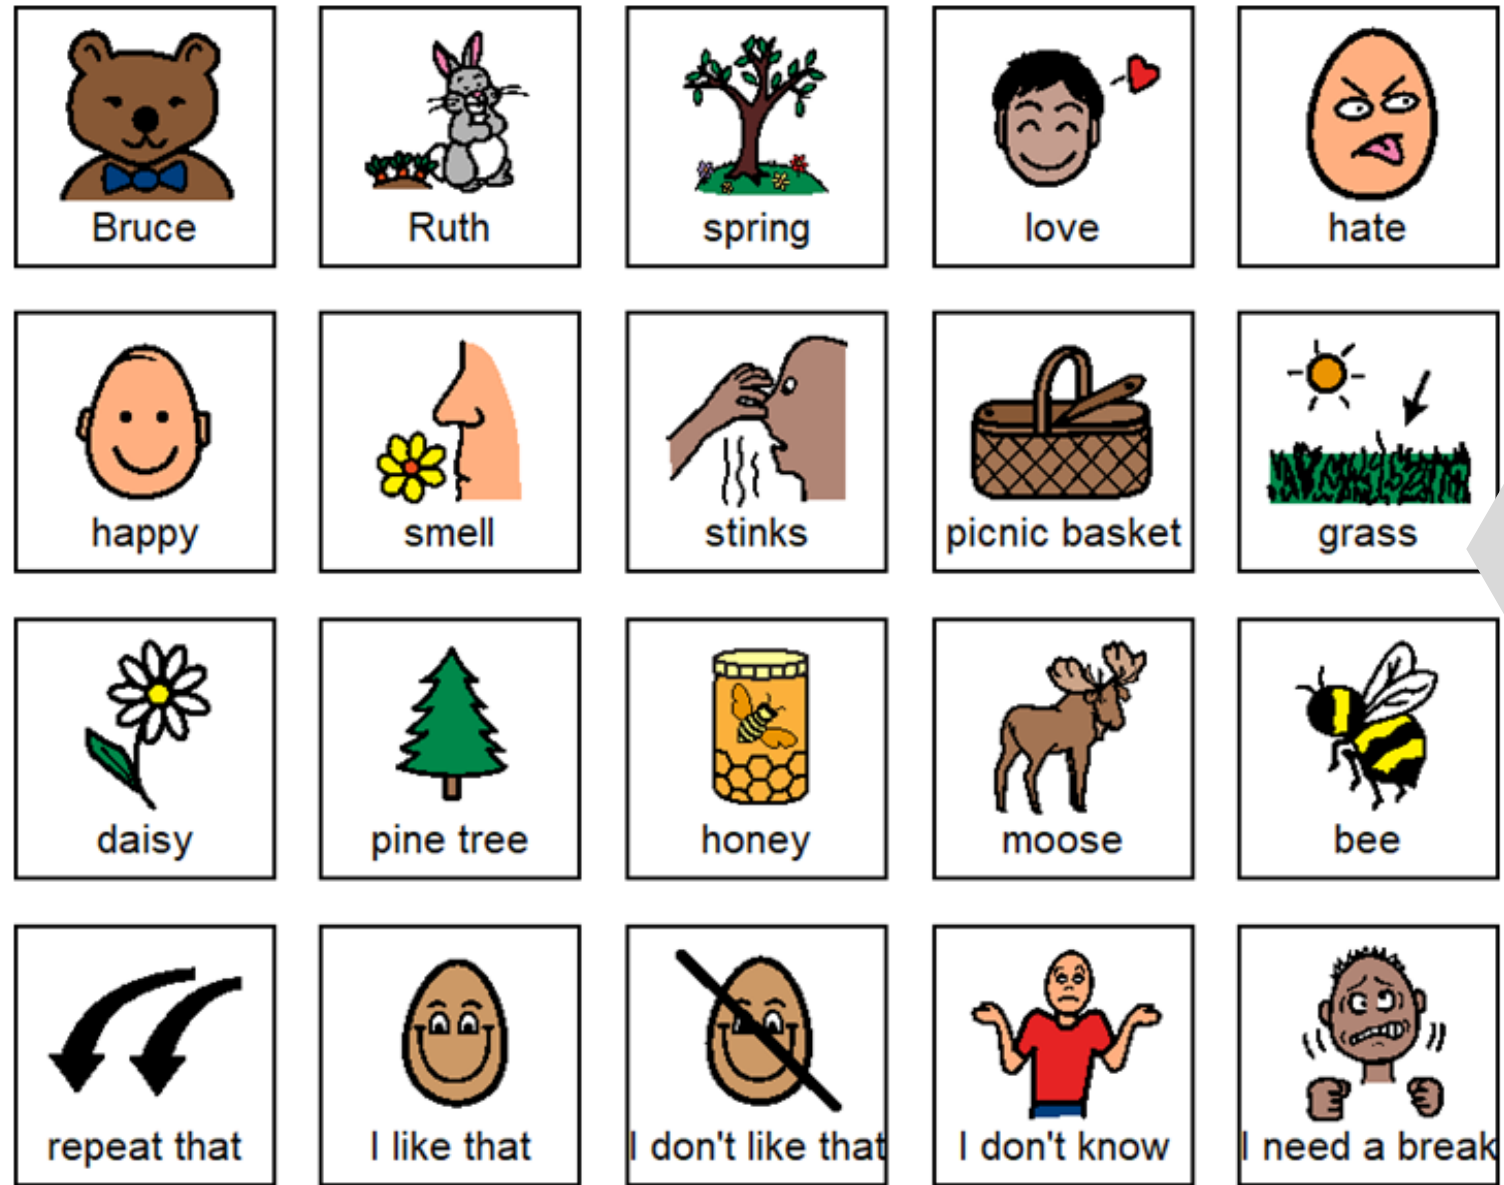 Bruce
Ruth
spring
love
hate
happy
smell
stinks
picnic basket
grass
daisy
pine tree
honey
moose
bee
repeat that
I like that
I don't like that
I don't know
I need a break